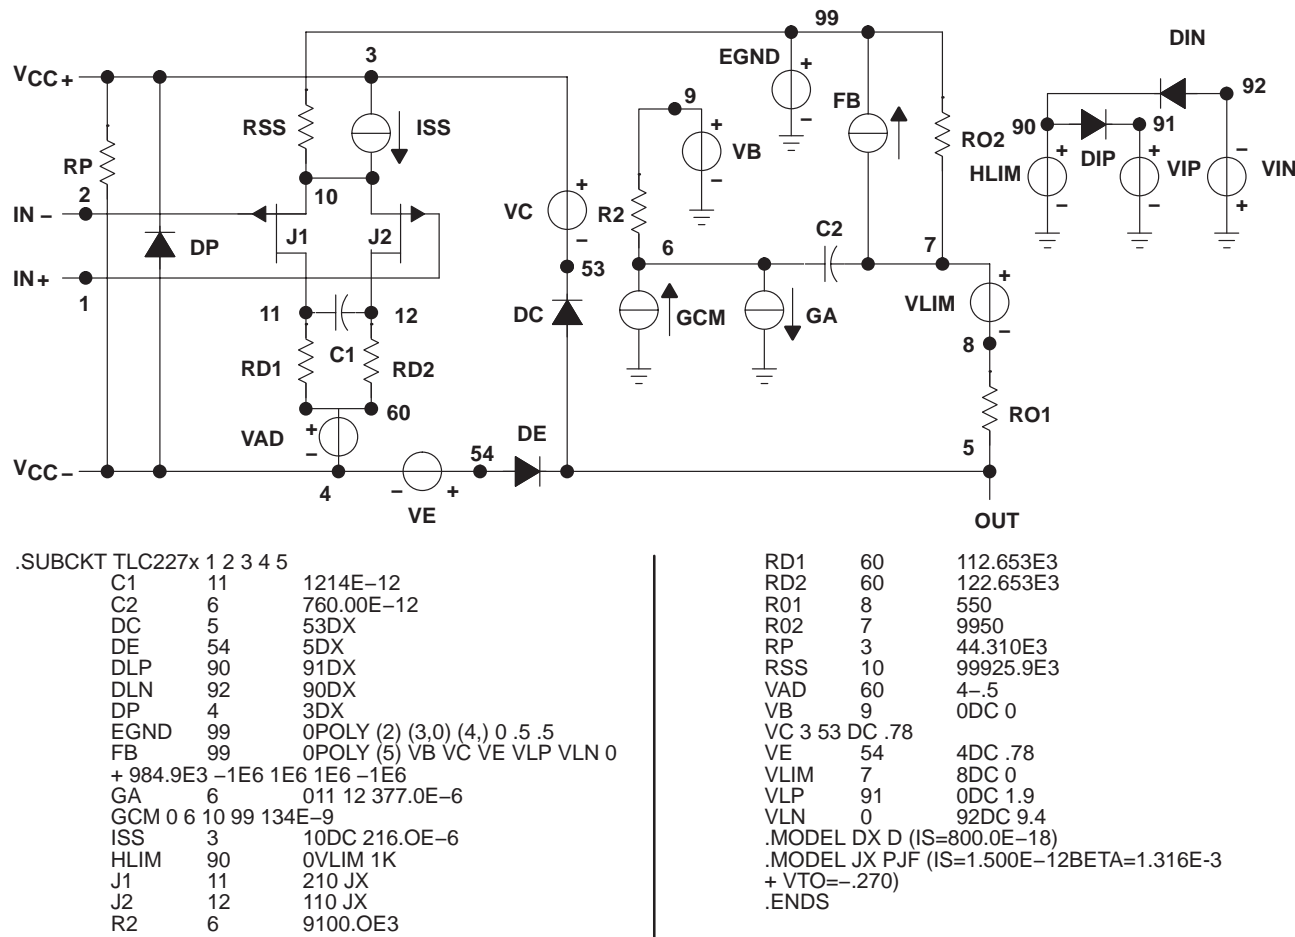 99
DIN
3
EGND
+
VCC+
9
FB
92
+
−
−
RSS
ISS
90
91
RO2
+
VB
DIP
+
+
−
RP
−
HLIM
VIP
VIN
2
10
+
−
−
+
IN −
VC
R2
C2
J1
J2
−
6
7
DP
IN+
53
+
1
VLIM
11
12
DC
GCM
GA
−
C1
8
RD1
RD2
60
RO1
VAD
+
DE
−
54
5
VCC−
4
−
+
VE
OUT
.SUBCKT TLC227x 1 2 3 4 5
C1 11 1214E−12
C2 6 760.00E−12
DC 5 53DX
DE 54 5DX
DLP 90 91DX
DLN 92 90DX
DP 4 3DX
EGND 99 0POLY (2) (3,0) (4,) 0 .5 .5
FB 99 0POLY (5) VB VC VE VLP VLN 0
+ 984.9E3 −1E6 1E6 1E6 −1E6
GA 6 011 12 377.0E−6
GCM 0 6 10 99 134E−9
ISS 3 10DC 216.OE−6
HLIM 90 0VLIM 1K
J1 11 210 JX
J2 12 110 JX
R2 6 9100.OE3
RD1 60 112.653E3
RD2 60 122.653E3
R01 8 550
R02 7 9950
RP 3 44.310E3
RSS 10 99925.9E3
VAD 60 4−.5
VB 9 0DC 0
VC 3 53 DC .78
VE 54 4DC .78
VLIM 7 8DC 0
VLP 91 0DC 1.9
VLN 0 92DC 9.4
.MODEL DX D (IS=800.0E−18)
.MODEL JX PJF (IS=1.500E−12BETA=1.316E-3
+ VTO=−.270)
.ENDS